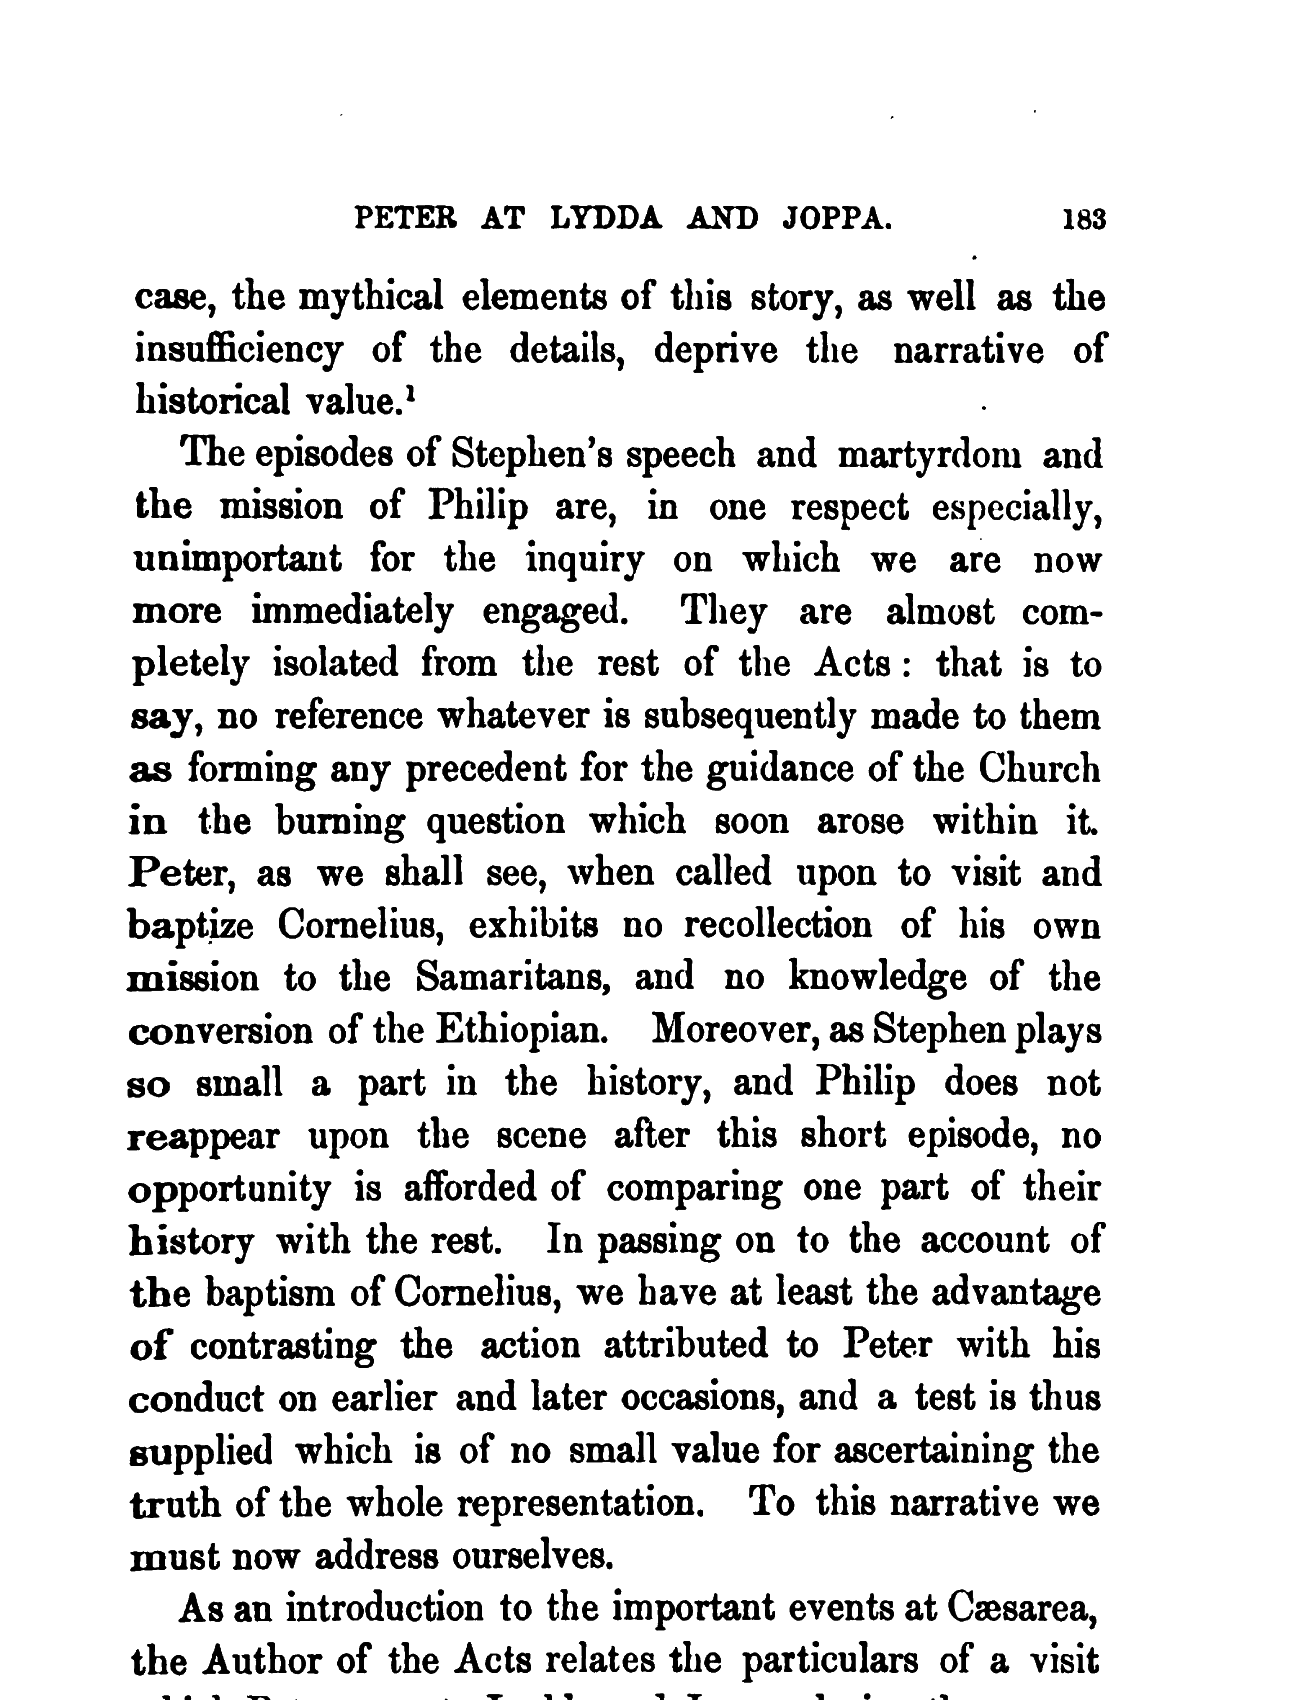 PETER AT LYDDA AND JOPPA. 183
case, the mythical elements of this story, as well as the
insufficiency of the details, deprive the narrative of
historical value.¹
The episodes of Stephen's speech and martyrdom and
the mission of Philip are, in one respect especially,
unimportant for the inquiry on which we are now
more immediately engaged. They are almost com-
pletely isolated from the rest of the Acts : that is to
say, no reference whatever is subsequently made to them
as forming any precedent for the guidance of the Church
in the burning question which soon arose within it.
Peter, as we shall see, when called upon to visit and
baptize Cornelius, exhibits no recollection of his own
mission to the Samaritans, and no knowledge of the
conversion of the Ethiopian. Moreover, as Stephen plays
so small a part in the history, and Philip does not
reappear upon the scene after this short episode, no
opportunity is afforded of comparing one part of their
history with the rest. In passing on to the account of
the baptism of Cornelius, we have at least the advantage
of contrasting the action attributed to Peter with his
conduct on earlier and later occasions, and a test is thus
supplied which is of no small value for ascertaining the
truth of the whole representation. To this narrative we
must now address ourselves.
As an introduction to the important events at Cæsarea,
the Author of the Acts relates the particulars of a visit